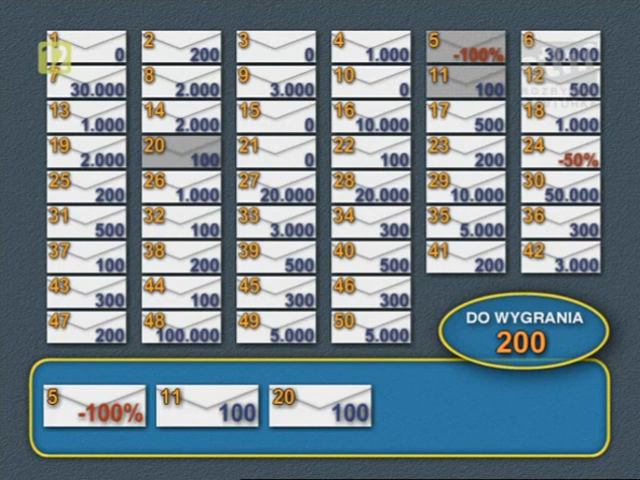 1 0 2 200 3 0 4 1.000 5 -100% 6 30.000
7 30.000 8 2.000 9 3.000 10 0 11 100 12 500
13 1.000 14 2.000 15 0 16 10.000 17 500 18 1.000
19 2.000 20 100 21 0 22 100 23 200 24 -50%
25 200 26 1.000 27 20.000 28 20.000 29 10.000 30 50.000
31 500 32 100 33 3.000 34 300 35 5.000 36 300
37 100 38 200 39 500 40 500 41 200 42 3.000
43 300 44 100 45 300 46 300
47 200 48 100.000 49 5.000 50 5.000
DO WYGRANIA
200
5 -100% 11 100 20 100